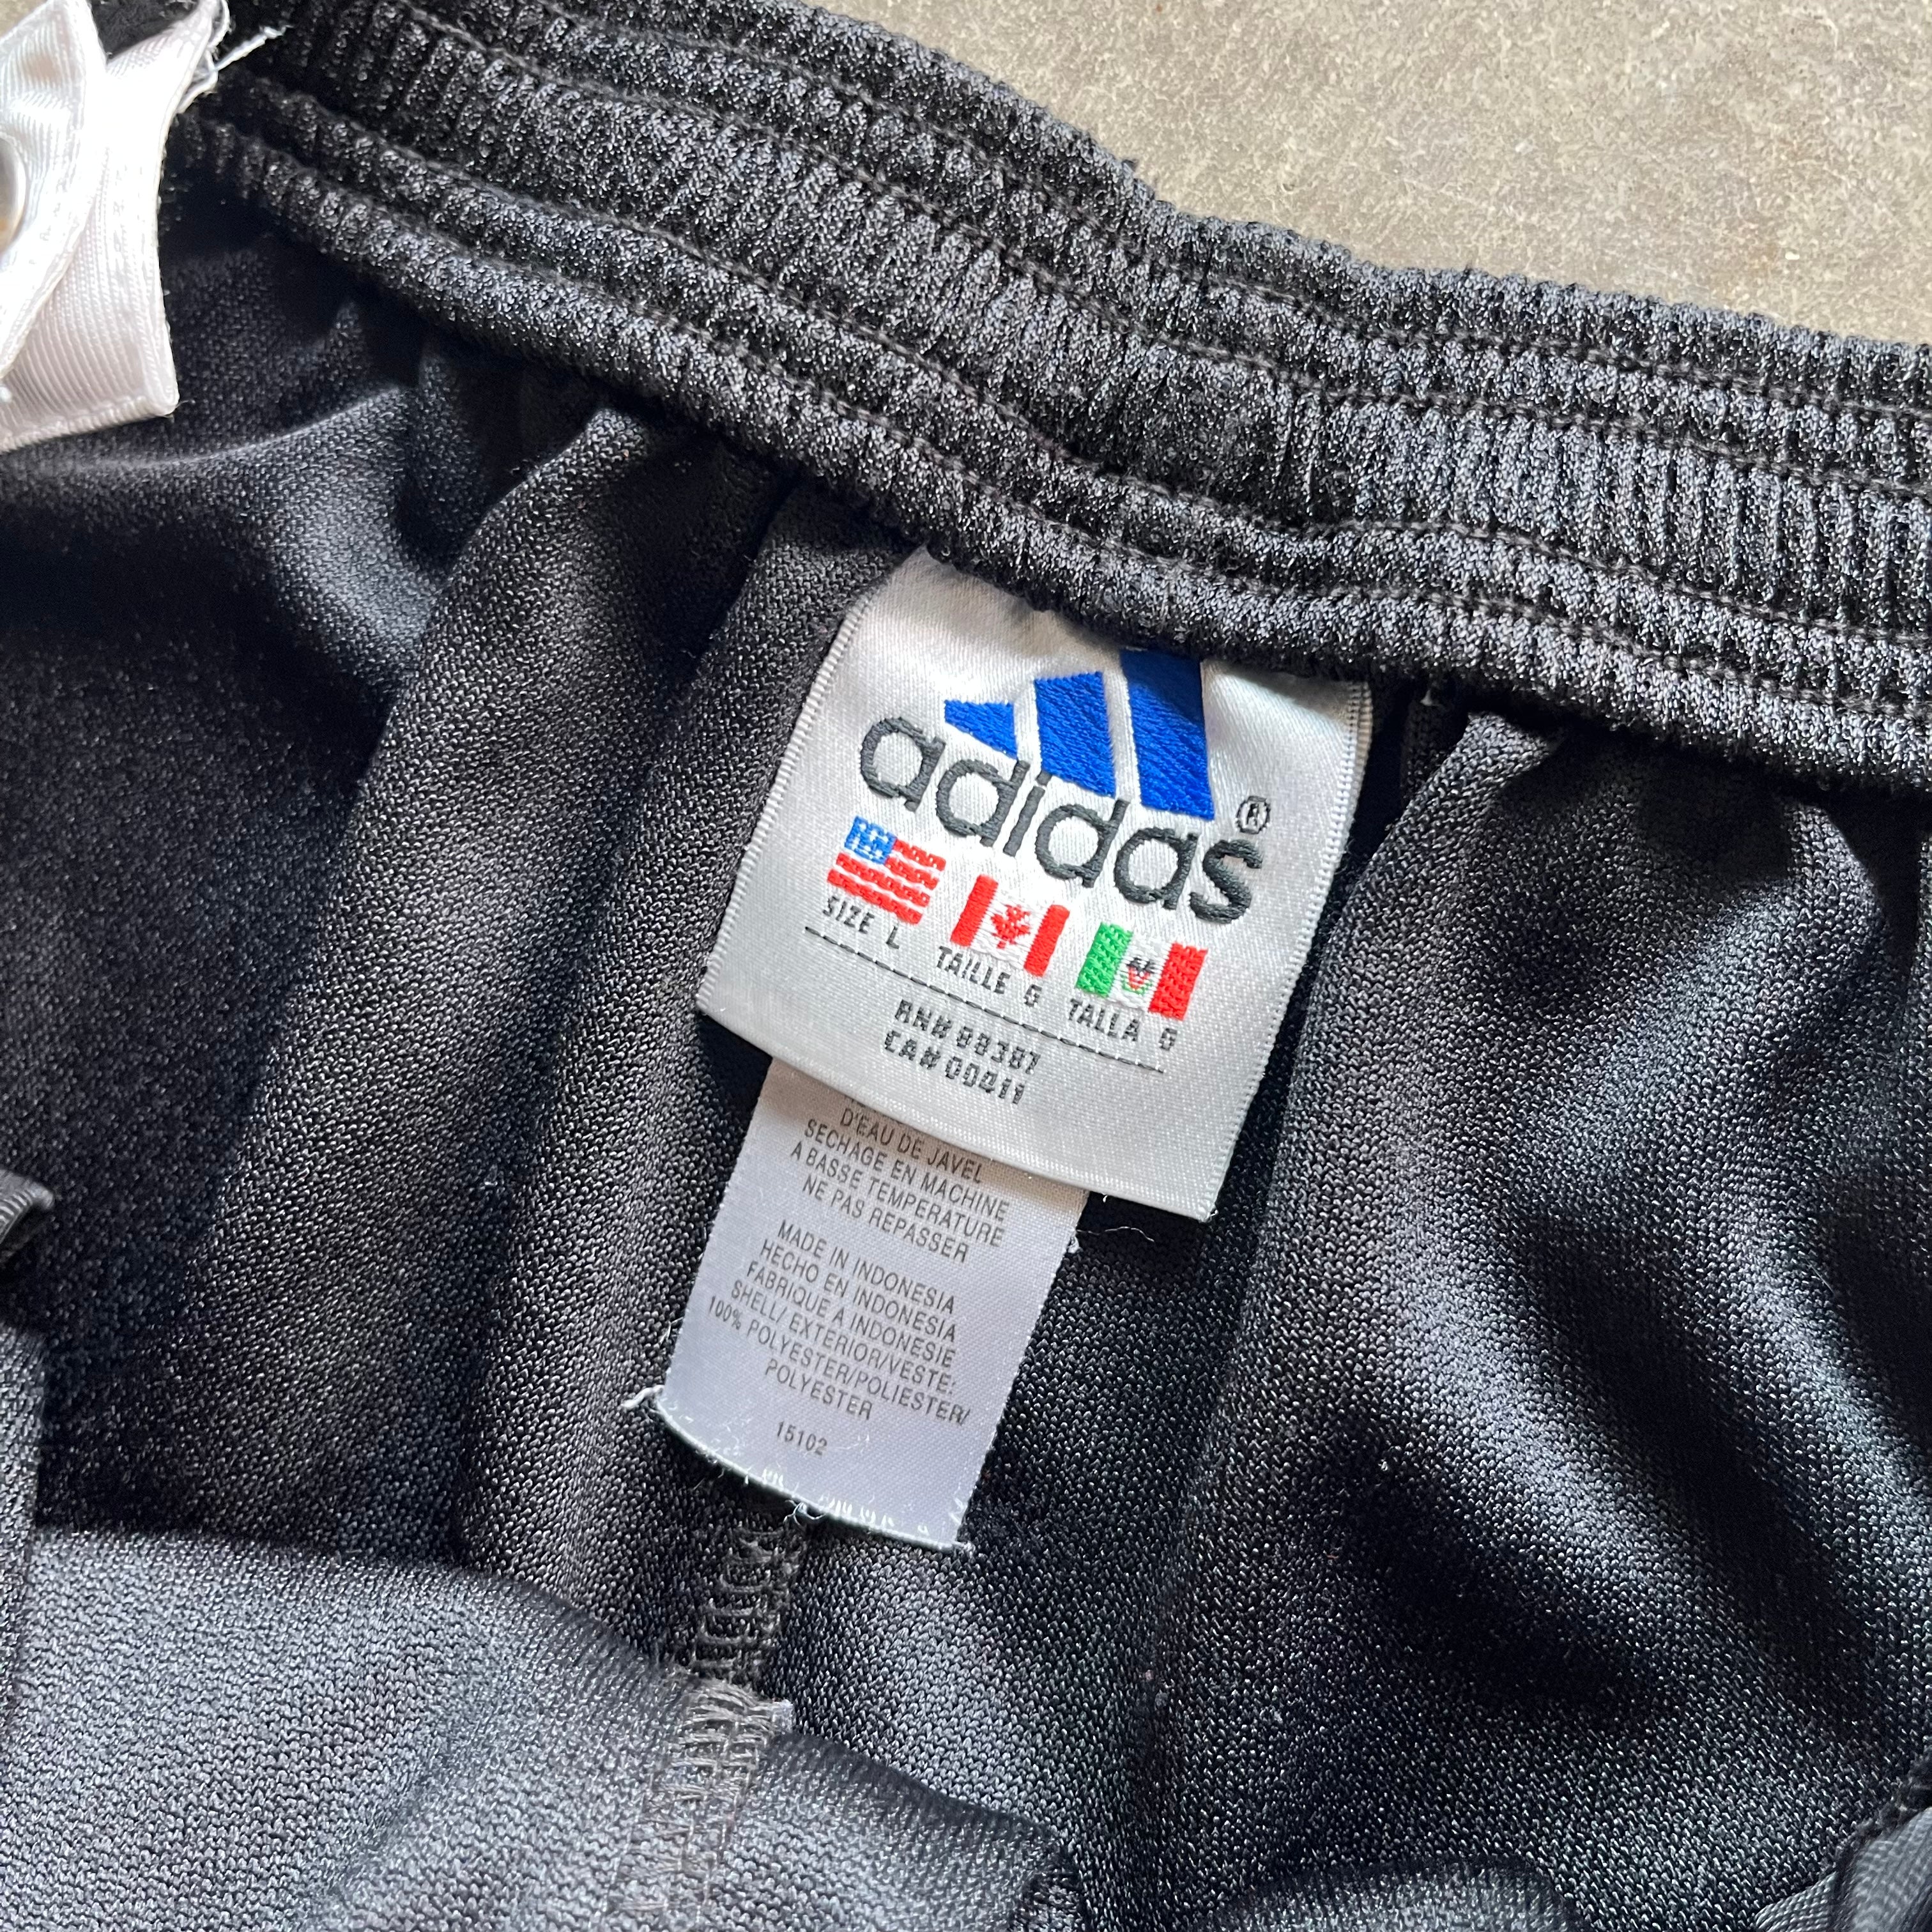 adidas®
SIZE L TAILLE G TALLA G
RN# 88387
CA# 00411
D'EAU DE JAVEL
SECHAGE EN MACHINE
A BASSE TEMPERATURE
NE PAS REPASSER
MADE IN INDONESIA
HECHO EN INDONESIA
FABRIQUE A INDONESIE
SHELL/ EXTERIOR/VESTE:
100% POLYESTER/POLIESTER/
POLYESTER
15102